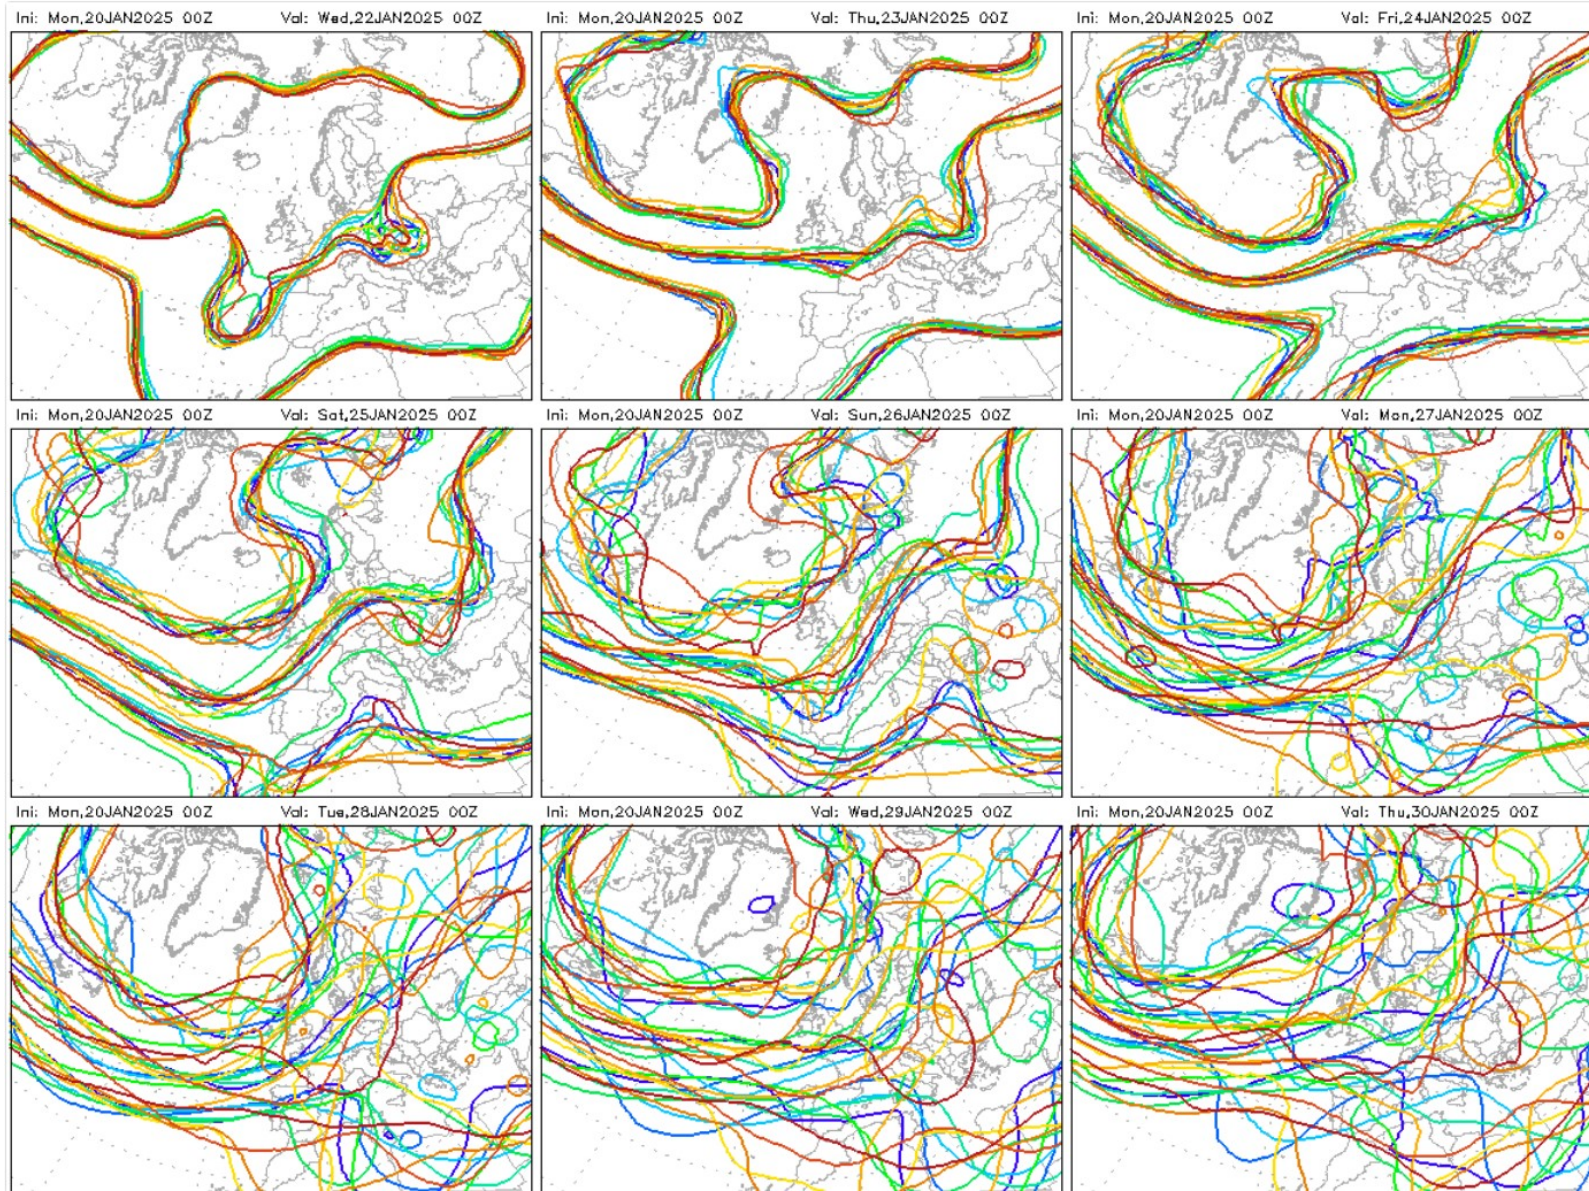 Ini: Mon,20JAN2025 00Z Val: Wed,22JAN2025 00Z
Ini: Mon,20JAN2025 00Z Val: Thu,23JAN2025 00Z
Ini: Mon,20JAN2025 00Z Val: Fri,24JAN2025 00Z
Ini: Mon,20JAN2025 00Z Val: Sat,25JAN2025 00Z
Ini: Mon,20JAN2025 00Z Val: Sun,26JAN2025 00Z
Ini: Mon,20JAN2025 00Z Val: Mon,27JAN2025 00Z
Ini: Mon,20JAN2025 00Z Val: Tue,28JAN2025 00Z
Ini: Mon,20JAN2025 00Z Val: Wed,29JAN2025 00Z
Ini: Mon,20JAN2025 00Z Val: Thu,30JAN2025 00Z